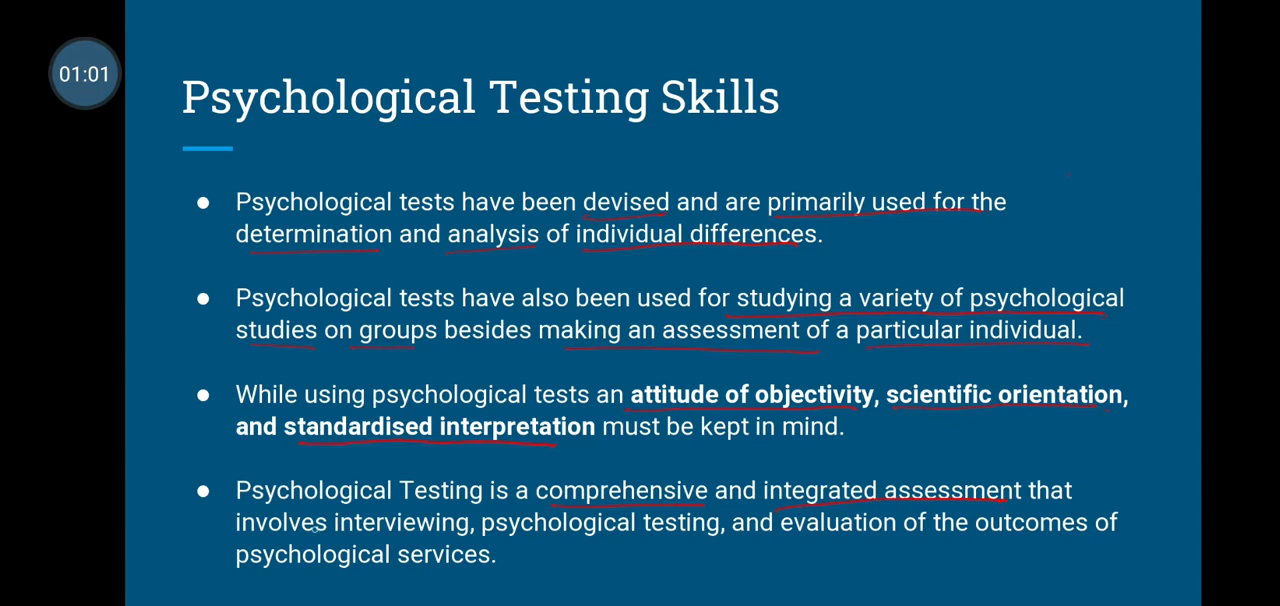 01:01
Psychological Testing Skills
● Psychological tests have been devised and are primarily used for the
determination and analysis of individual differences.
● Psychological tests have also been used for studying a variety of psychological
studies on groups besides making an assessment of a particular individual.
● While using psychological tests an attitude of objectivity, scientific orientation,
and standardised interpretation must be kept in mind.
● Psychological Testing is a comprehensive and integrated assessment that
involves interviewing, psychological testing, and evaluation of the outcomes of
psychological services.